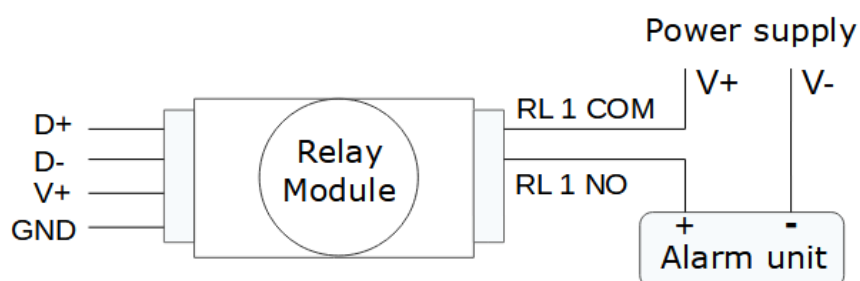 Power supply
V+
V-
RL 1 COM
D+
D-
V+
GND
Relay
Module
RL 1 NO
+
-
Alarm unit